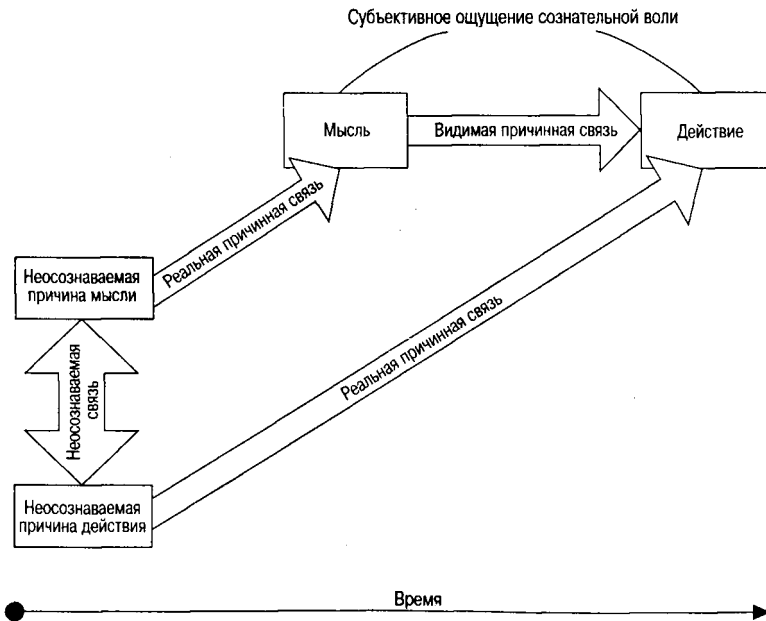 Субъективное ощущение сознательной воли
Мысль
Видимая причинная связь
Действие
Реальная причинная связь
Неосознаваемая
причина мысли
Неосознаваемая
связь
Реальная причинная связь
Неосознаваемая
причина действия
Время